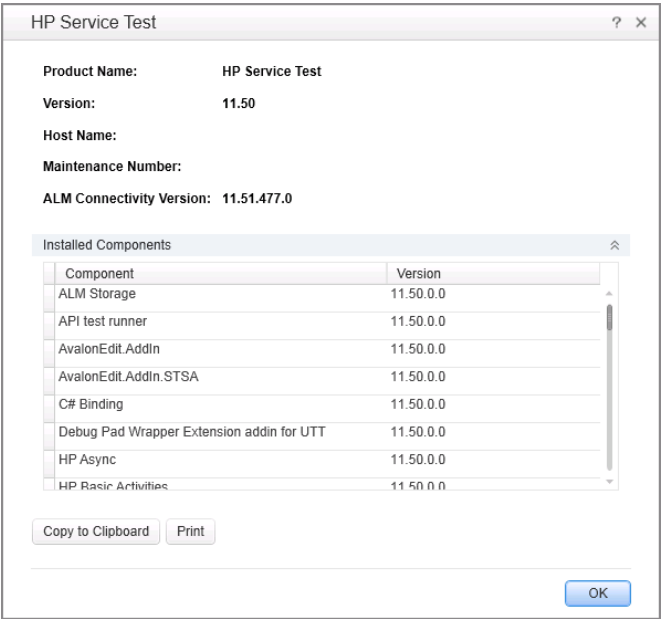 HP Service Test ? ×
Product Name: HP Service Test
Version: 11.50
Host Name:
Maintenance Number:
ALM Connectivity Version: 11.51.477.0
Installed Components
Component Version
ALM Storage 11.50.0.0
API test runner 11.50.0.0
AvalonEdit.AddIn 11.50.0.0
AvalonEdit.AddIn.STSA 11.50.0.0
C# Binding 11.50.0.0
Debug Pad Wrapper Extension addin for UTT 11.50.0.0
HP Async 11.50.0.0
HP Basic Activities 11.50.0.0
Copy to Clipboard Print
OK